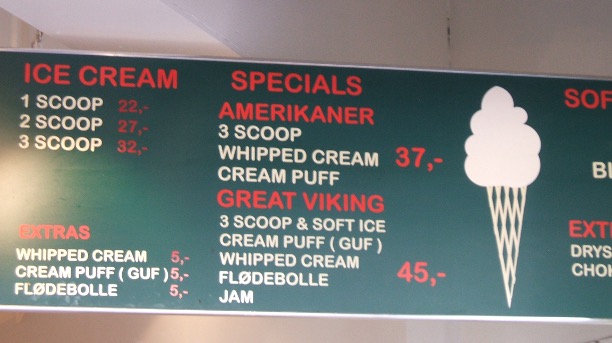 ICE CREAM
1 SCOOP 22,-
2 SCOOP 27,-
3 SCOOP 32,-
EXTRAS
WHIPPED CREAM 5,-
CREAM PUFF ( GUF ) 5,-
FLØDEBOLLE 5,-
SPECIALS
AMERIKANER
3 SCOOP
WHIPPED CREAM 37,-
CREAM PUFF
GREAT VIKING
3 SCOOP & SOFT ICE
CREAM PUFF ( GUF )
WHIPPED CREAM
FLØDEBOLLE 45,-
JAM